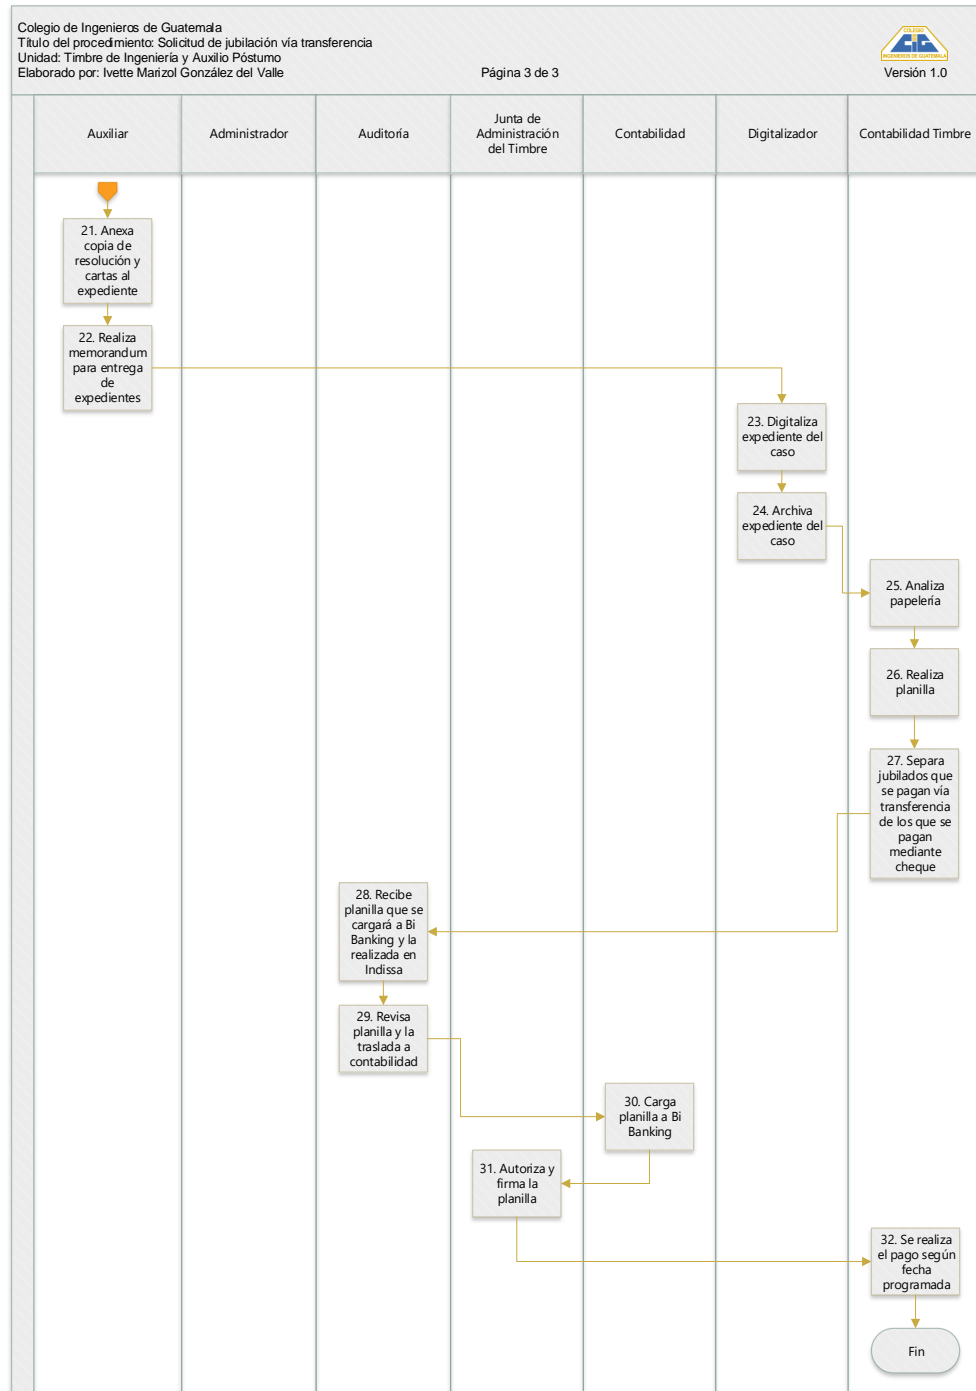 Colegio de Ingenieros de Guatemala
Título del procedimiento: Solicitud de jubilación vía transferencia
Unidad: Timbre de Ingeniería y Auxilio Póstumo
Elaborado por: Ivette Marizol González del Valle
Página 3 de 3
COLEGIO
CIG
INGENIEROS DE GUATEMALA
Versión 1.0
Auxiliar
Administrador
Auditoría
Junta de
Administración
del Timbre
Contabilidad
Digitalizador
Contabilidad Timbre
21. Anexa
copia de
resolución y
cartas al
expediente
22. Realiza
memorandum
para entrega
de
expedientes
23. Digitaliza
expediente del
caso
24. Archiva
expediente del
caso
25. Analiza
papelería
26. Realiza
planilla
27. Separa
jubilados que
se pagan vía
transferencia
de los que se
pagan
mediante
cheque
28. Recibe
planilla que se
cargará a Bi
Banking y la
realizada en
Indissa
29. Revisa
planilla y la
traslada a
contabilidad
30. Carga
planilla a Bi
Banking
31. Autoriza y
firma la
planilla
32. Se realiza
el pago según
fecha
programada
Fin